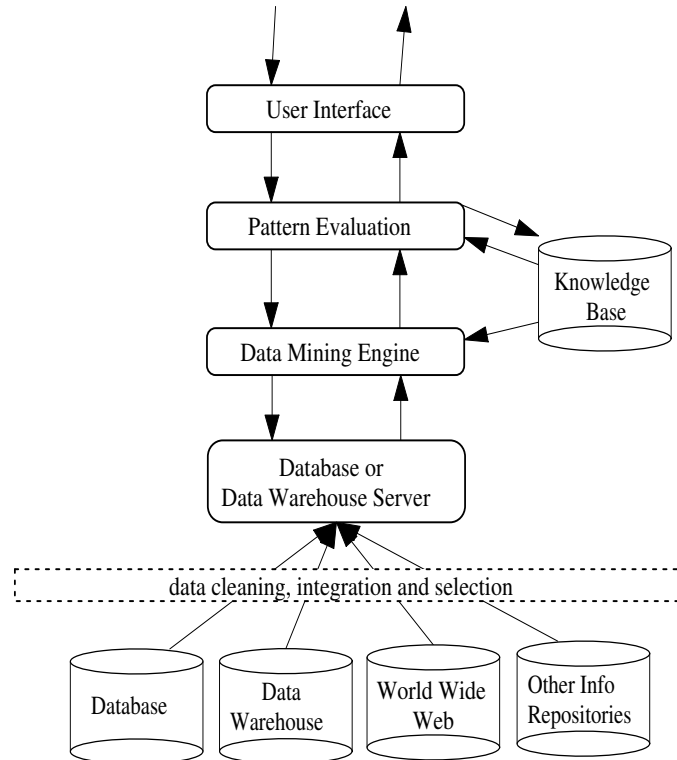 User Interface
Pattern Evaluation
Knowledge
Base
Data Mining Engine
Database or
Data Warehouse Server
data cleaning, integration and selection
Database
Data
Warehouse
World Wide
Web
Other Info
Repositories